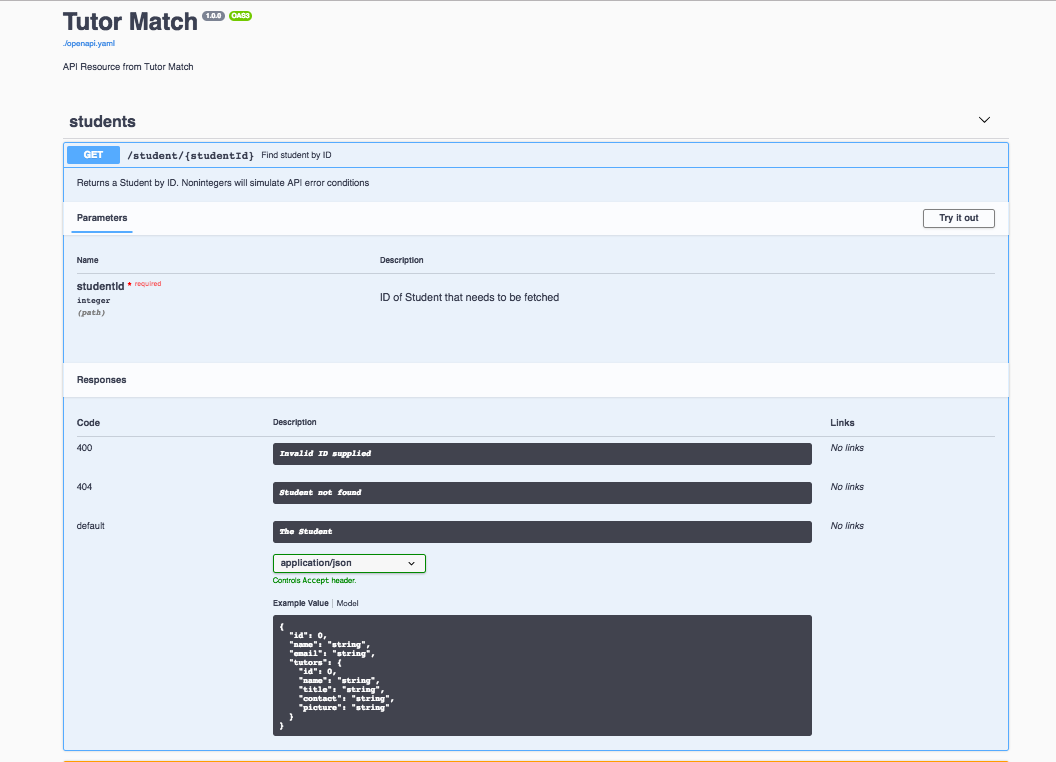 Tutor Match 1.0.0 OAS3
./openapi.yaml
API Resource from Tutor Match
students
GET /student/{studentId} Find student by ID
Returns a Student by ID. Nonintegers will simulate API error conditions
Parameters Try it out
Name Description
studentId * required
integer
(path)
ID of Student that needs to be fetched
Responses
Code Description Links
400 Invalid ID supplied No links
404 Student not found No links
default The Student No links
application/json
Controls Accept header.
Example Value | Model
{
  "id": 0,
  "name": "string",
  "email": "string",
  "tutors": {
    "id": 0,
    "name": "string",
    "title": "string",
    "contact": "string",
    "picture": "string"
  }
}